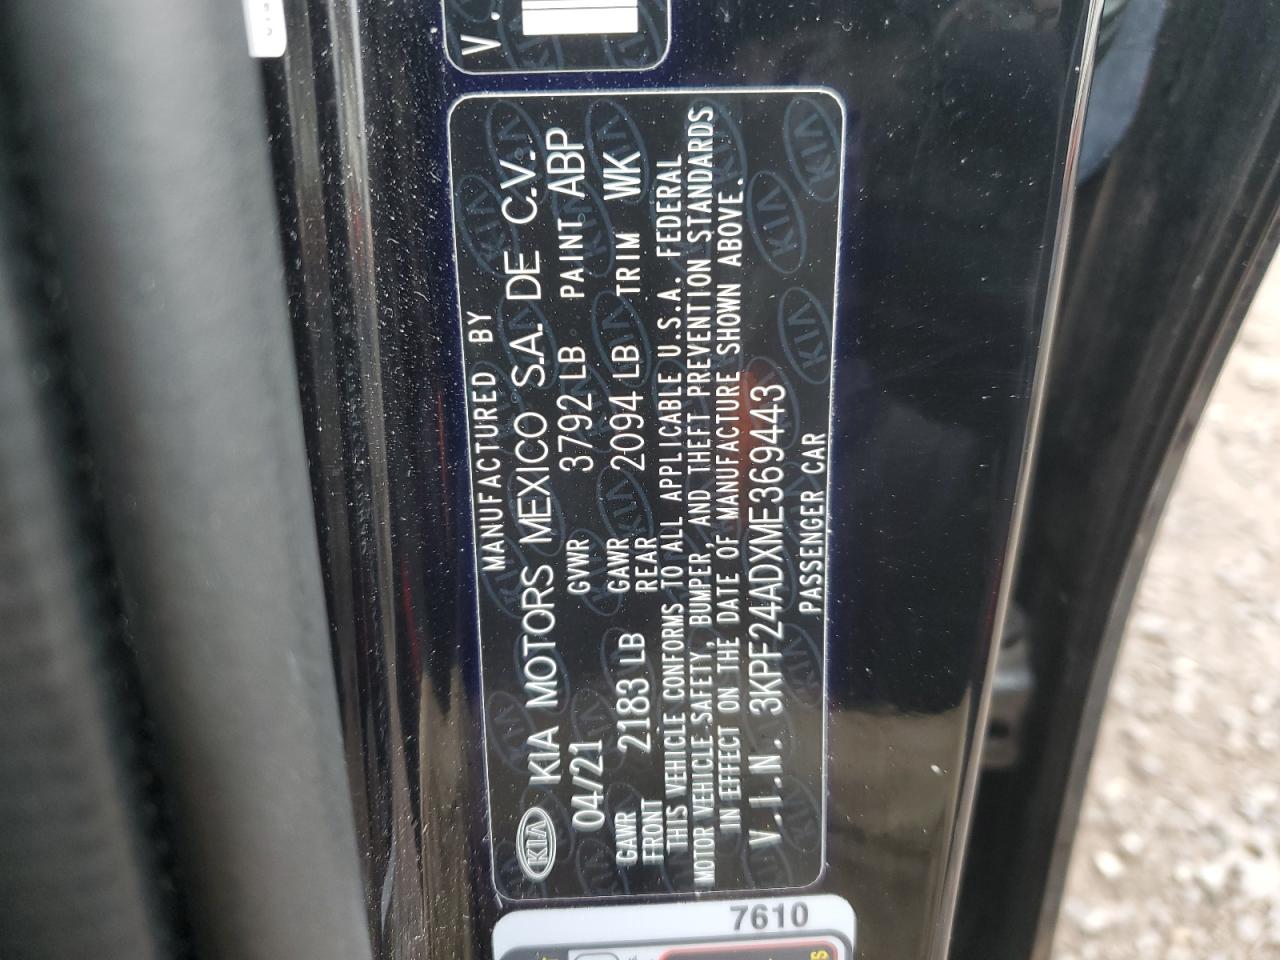 V.
MANUFACTURED BY
KIA KIA MOTORS MEXICO S.A. DE C.V.
04/21 GVWR 3792 LB PAINT ABP
GAWR FRONT 2183 LB GAWR REAR 2094 LB TRIM WK
THIS VEHICLE CONFORMS TO ALL APPLICABLE U.S.A. FEDERAL
MOTOR VEHICLE SAFETY, BUMPER, AND THEFT PREVENTION STANDARDS
IN EFFECT ON THE DATE OF MANUFACTURE SHOWN ABOVE.
V.I.N. 3KPF24ADXME369443
PASSENGER CAR
7610